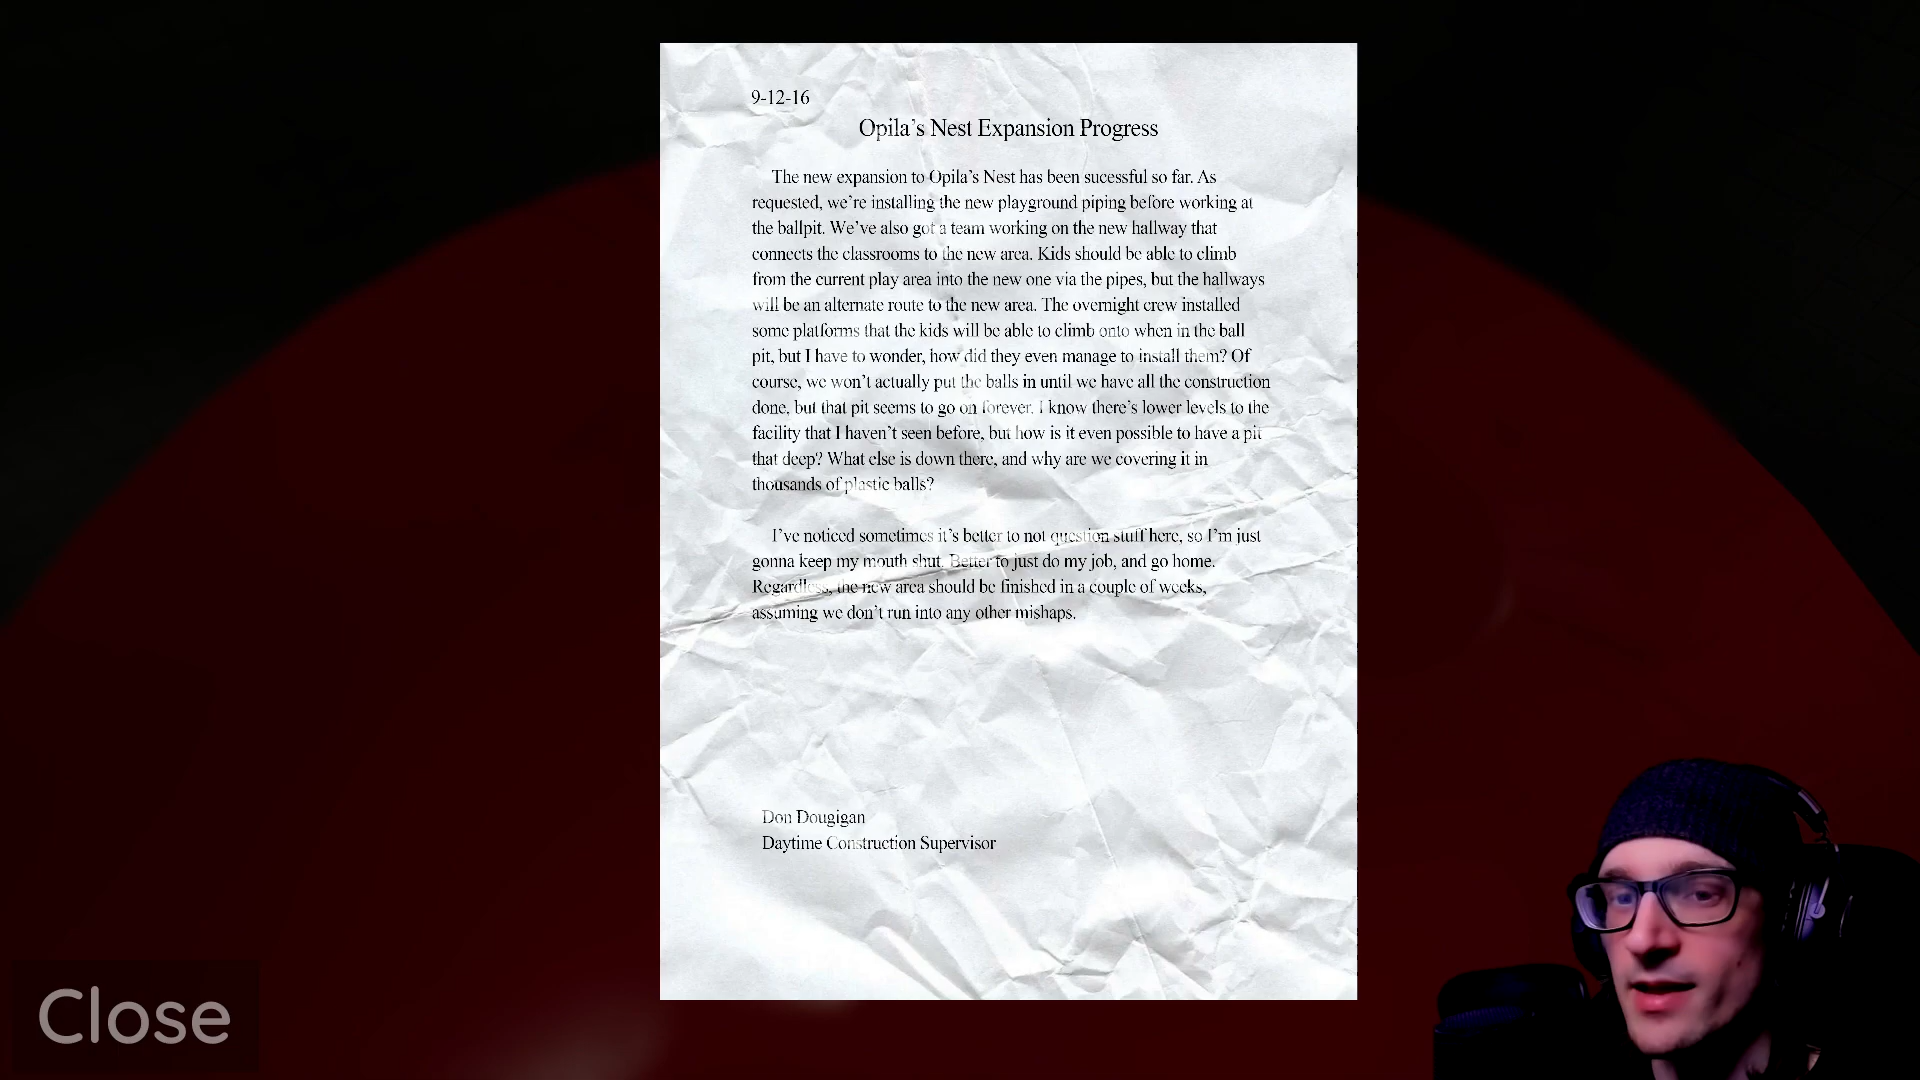 9-12-16
Opila's Nest Expansion Progress
The new expansion to Opila's Nest has been sucessful so far. As
requested, we're installing the new playground piping before working at
the ballpit. We've also got a team working on the new hallway that
connects the classrooms to the new area. Kids should be able to climb
from the current play area into the new one via the pipes, but the hallways
will be an alternate route to the new area. The overnight crew installed
some platforms that the kids will be able to climb onto when in the ball
pit, but I have to wonder, how did they even manage to install them? Of
course, we won't actually put the balls in until we have all the construction
done, but that pit seems to go on forever. I know there's lower levels to the
facility that I haven't seen before, but how is it even possible to have a pit
that deep? What else is down there, and why are we covering it in
thousands of plastic balls?
I've noticed sometimes it's better to not question stuff here, so I'm just
gonna keep my mouth shut. Better to just do my job, and go home.
Regardless, the new area should be finished in a couple of weeks,
assuming we don't run into any other mishaps.
Don Dougigan
Daytime Construction Supervisor
Close